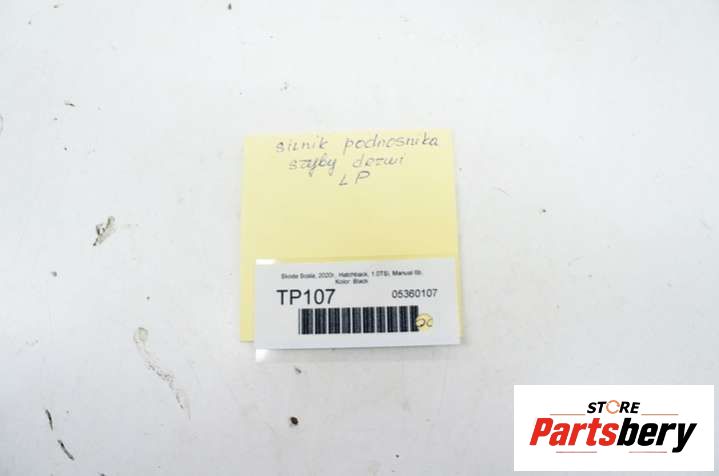 silnik podnosnika
szyby drzwi
LP
Skoda Scala, 2020r., Hatchback, 1.0TSi, Manual 6b,
Kolor: Black
TP107 05360107
STORE
Partsbery